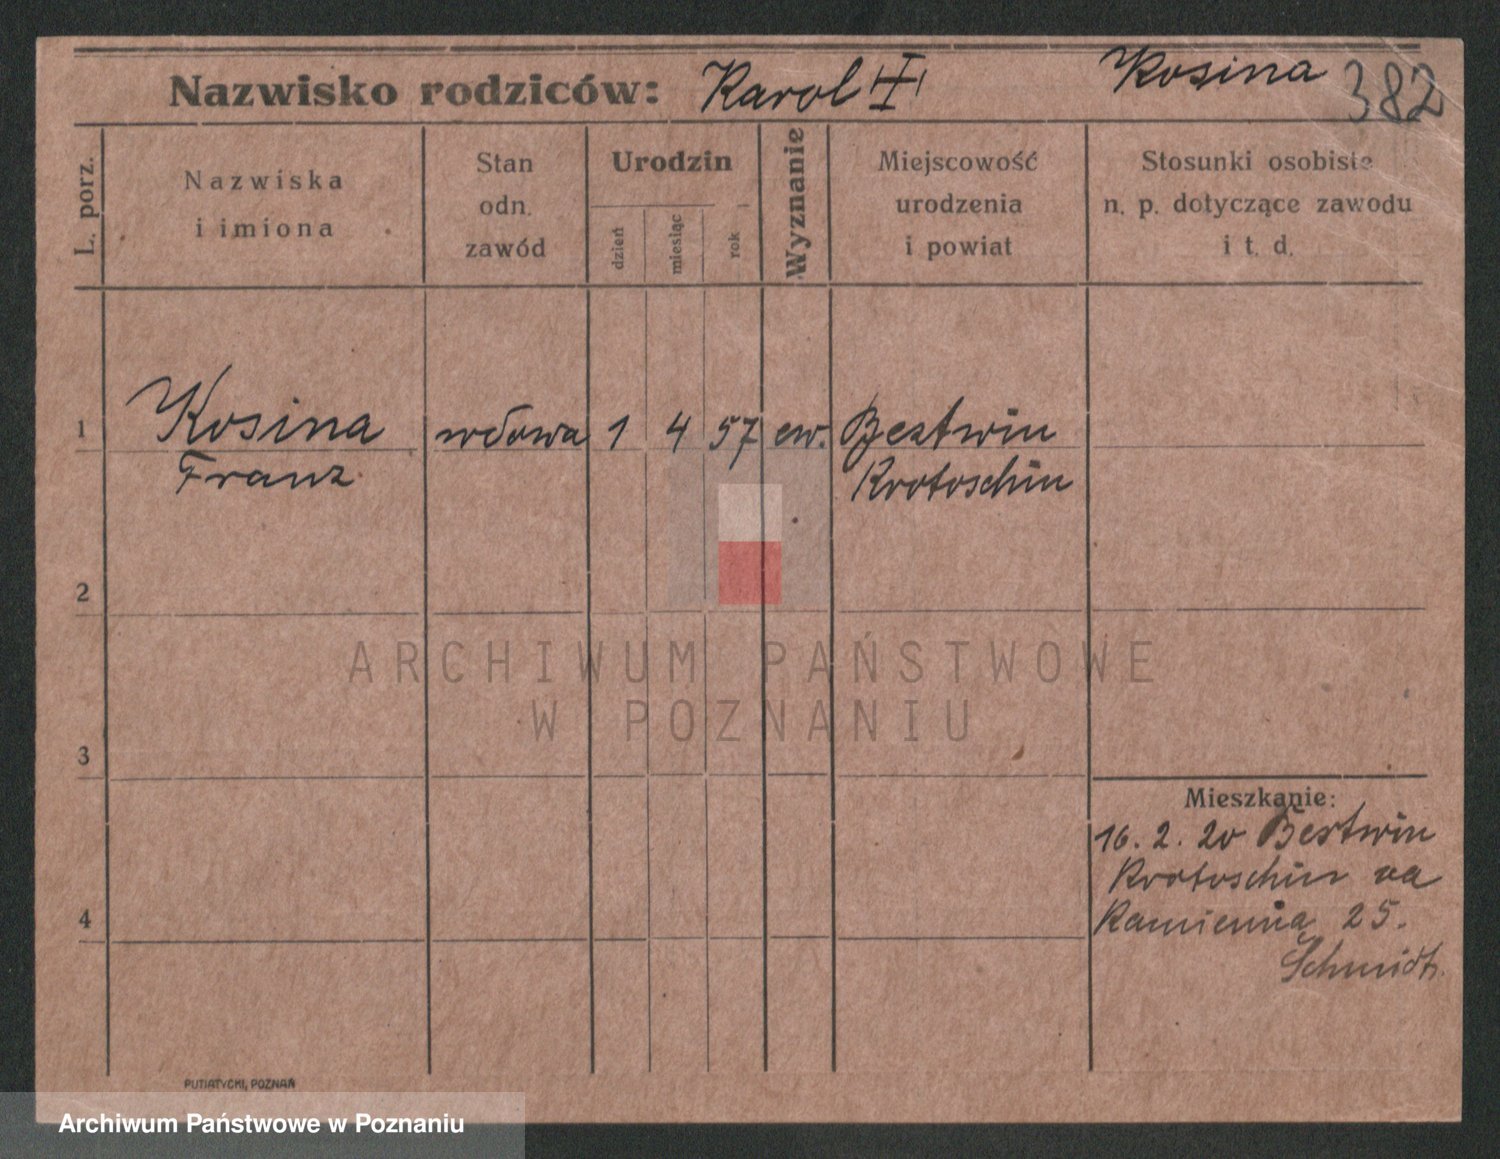 Nazwisko rodziców: Karol Kosina 382
L. porz.
Nazwiska
i imiona
Stan
odn.
zawód
Urodzin
dzień
miesiąc
rok
Wyznanie
Miejscowość
urodzenia
i powiat
Stosunki osobiste
n. p. dotyczące zawodu
i t. d.
1 Kosina wdowa 1 4 57 ew. Bestwin
Franz Krotoschin
2
ARCHIWUM PAŃSTWOWE
W POZNANIU
3
Mieszkanie:
16. 2. 20 Bestwin
Krotoschin
4
Kamienna 25.
Schmidt.
PUTIATYCKI, POZNAŃ
Archiwum Państwowe w Poznaniu